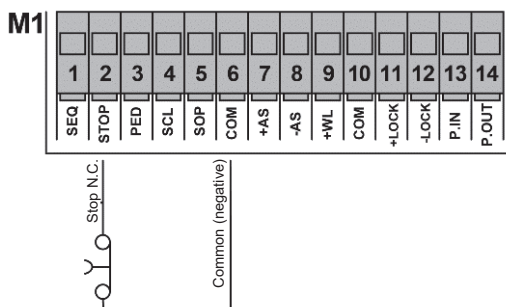 M1
1 2 3 4 5 6 7 8 9 10 11 12 13 14
SEQ
STOP
PED
SCL
SOP
COM
+AS
-AS
+WL
COM
+LOCK
-LOCK
P.IN
P.OUT
Stop N.C.
Common (negative)